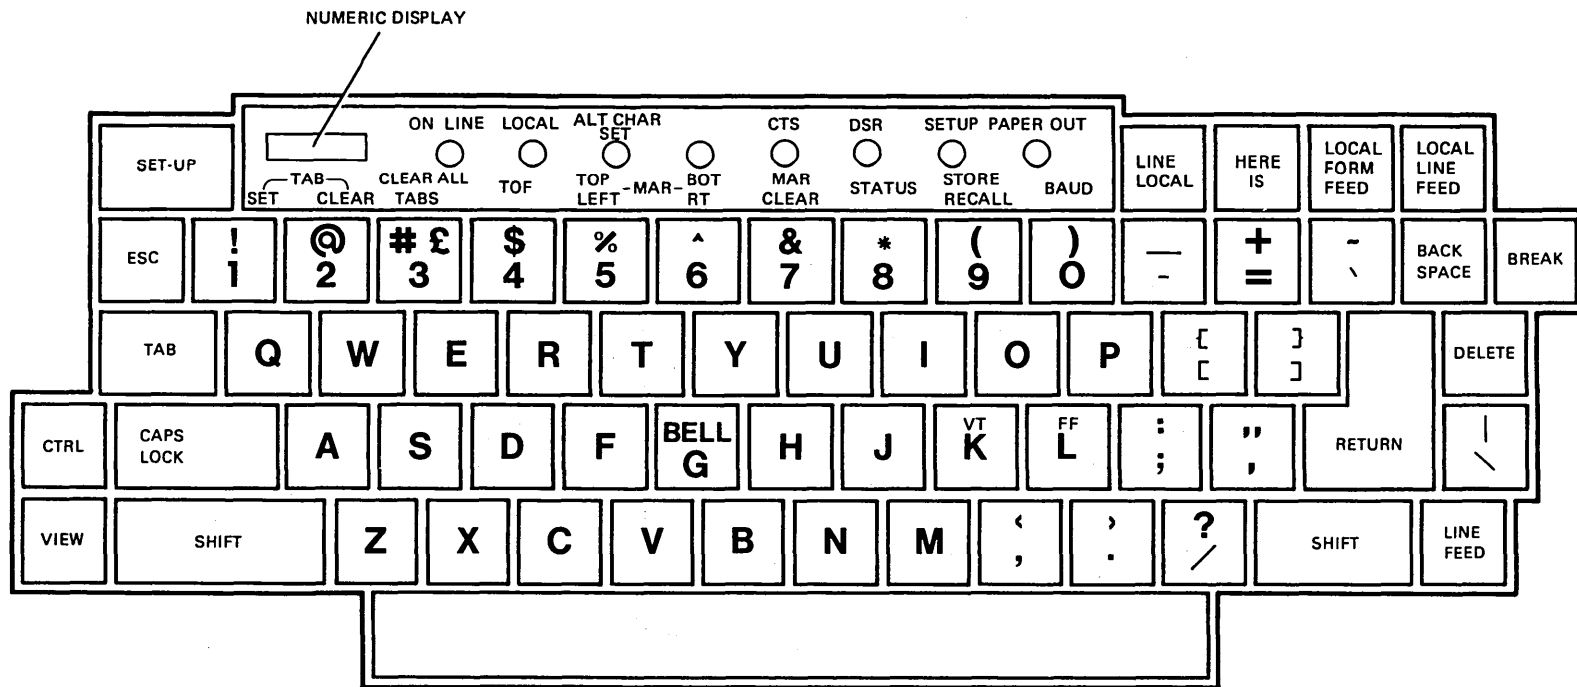 NUMERIC DISPLAY
SET-UP
ON LINE LOCAL ALT CHAR SET CTS DSR SETUP PAPER OUT
TAB
SET CLEAR
CLEAR ALL TABS
TOF
TOP LEFT -MAR- BOT RT
MAR CLEAR
STATUS
STORE RECALL
BAUD
LINE LOCAL
HERE IS
LOCAL FORM FEED
LOCAL LINE FEED
ESC
! 1
@ 2
# £ 3
$ 4
% 5
^ 6
& 7
* 8
( 9
) 0
— -
+ =
~ `
BACK SPACE
BREAK
TAB
Q W E R T Y U I O P
{ [
} ]
DELETE
CTRL
CAPS LOCK
A S D F
BELL G
H J
VT K
FF L
: ;
" '
RETURN
| \
VIEW
SHIFT
Z X C V B N M
< ,
> .
? /
SHIFT
LINE FEED